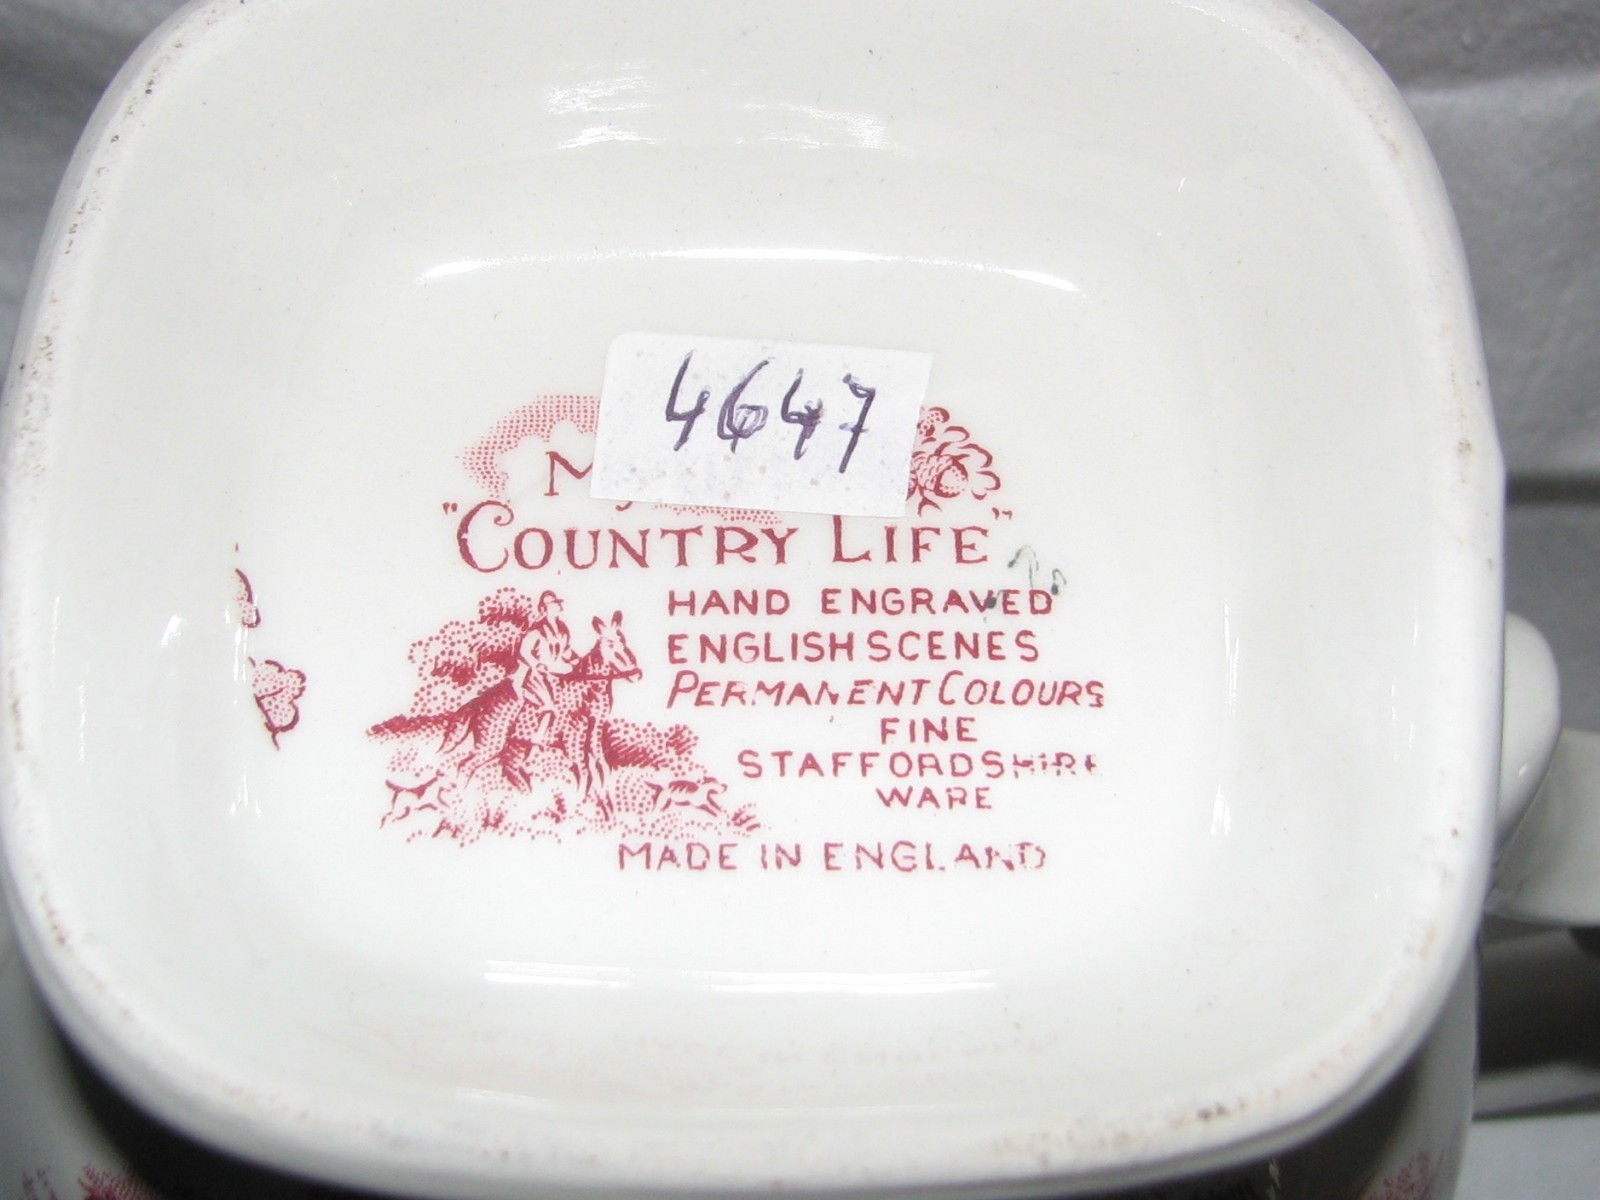 4647
"COUNTRY LIFE"
HAND ENGRAVED
ENGLISH SCENES
PERMANENT COLOURS
FINE
STAFFORDSHIRE
WARE
MADE IN ENGLAND